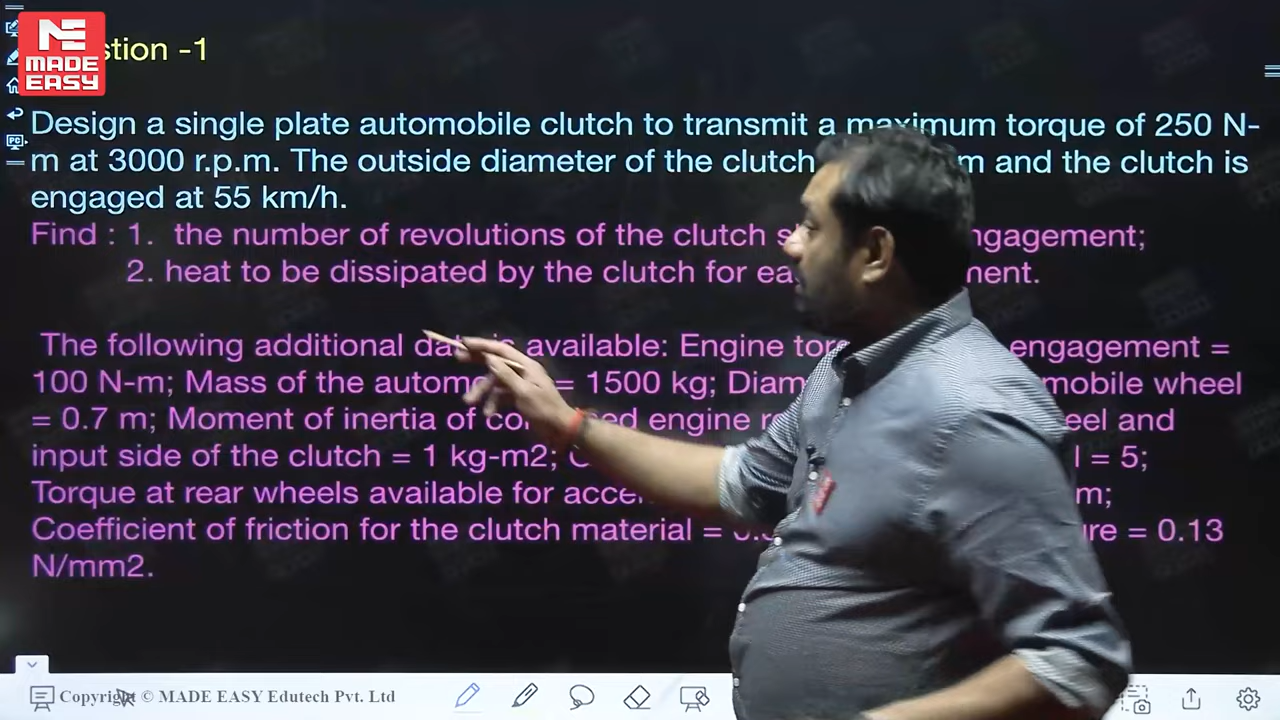 ME
MADE
EASY
stion -1
Design a single plate automobile clutch to transmit a maximum torque of 250 N-
m at 3000 r.p.m. The outside diameter of the clutch m and the clutch is
engaged at 55 km/h.
Find : 1. the number of revolutions of the clutch s ngagement;
2. heat to be dissipated by the clutch for ea ment.
The following additional da is available: Engine tor engagement =
100 N-m; Mass of the autom = 1500 kg; Diam mobile wheel
= 0.7 m; Moment of inertia of co ed engine r eel and
input side of the clutch = 1 kg-m2; l = 5;
Torque at rear wheels available for acce m;
Coefficient of friction for the clutch material = ure = 0.13
N/mm2.
Copyright © MADE EASY Edutech Pvt. Ltd